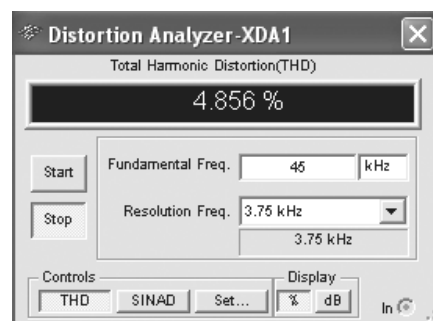 Distortion Analyzer-XDA1
Total Harmonic Distortion(THD)
4.856 %
Start
Fundamental Freq. 45 kHz
Stop
Resolution Freq. 3.75 kHz
3.75 kHz
Controls Display
THD SINAD Set... % dB In